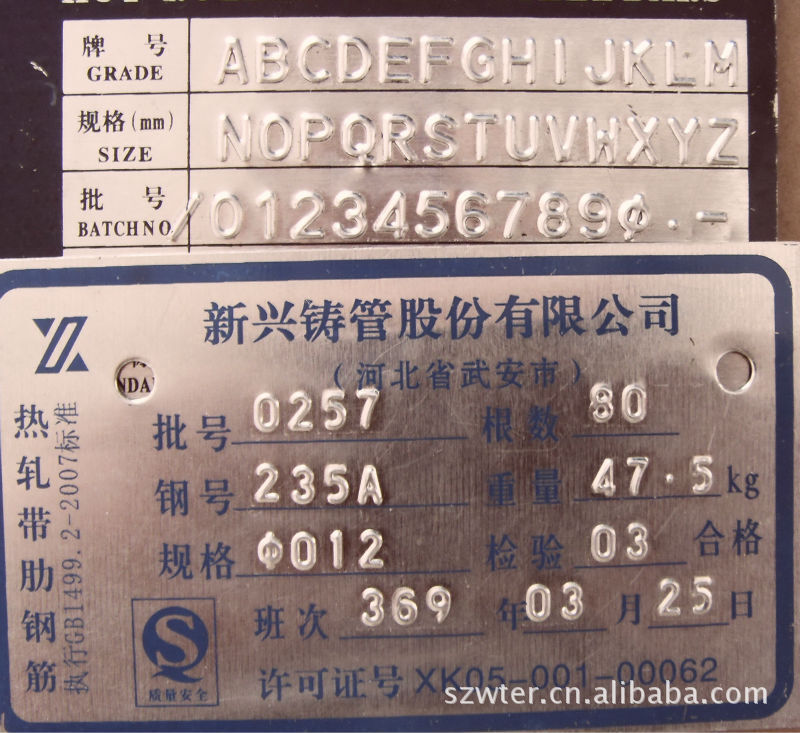 牌 号 ABCDEFGHIJKLM
GRADE
规格(mm) NOPQRSTUVWXYZ
SIZE
批 号 /0123456789Φ.-
BATCHNO
新兴铸管股份有限公司
(河北省武安市)
NDA
热轧带肋钢筋
执行GB1499.2-2007标准
批号 0257 根数 80
钢号 235A 重量 47.5 kg
规格 Φ012 检验 03 合格
班次 369 年 03 月 25 日
质量安全
许可证号 XK05-001-00062
szwter.cn.alibaba.com